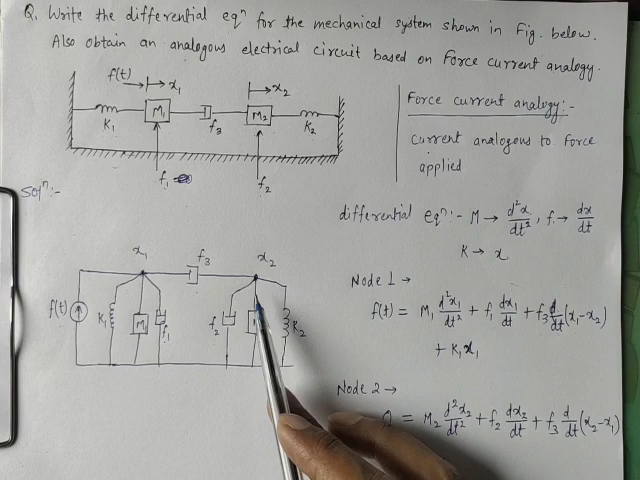 Q. Write the differential eqⁿ for the mechanical system shown in Fig. below.
Also obtain an analogous electrical circuit based on Force current analogy.
f(t) → x₁
→ x₂
K₁ M₁ f₃ M₂ K₂
f₁ f₂
Force current analogy:-
Current analogous to Force
applied
Solⁿ:-
differential eqⁿ:- M → d²x/dt², f → dx/dt
K → x
x₁ f₃ x₂
f(t) K₁ M₁ f₁ f₂ K₂
Node 1 →
f(t) = M₁ d²x₁/dt² + f₁ dx₁/dt + f₃ d/dt (x₁-x₂)
+ K₁x₁
Node 2 →
0 = M₂ d²x₂/dt² + f₂ dx₂/dt + f₃ d/dt (x₂-x₁)